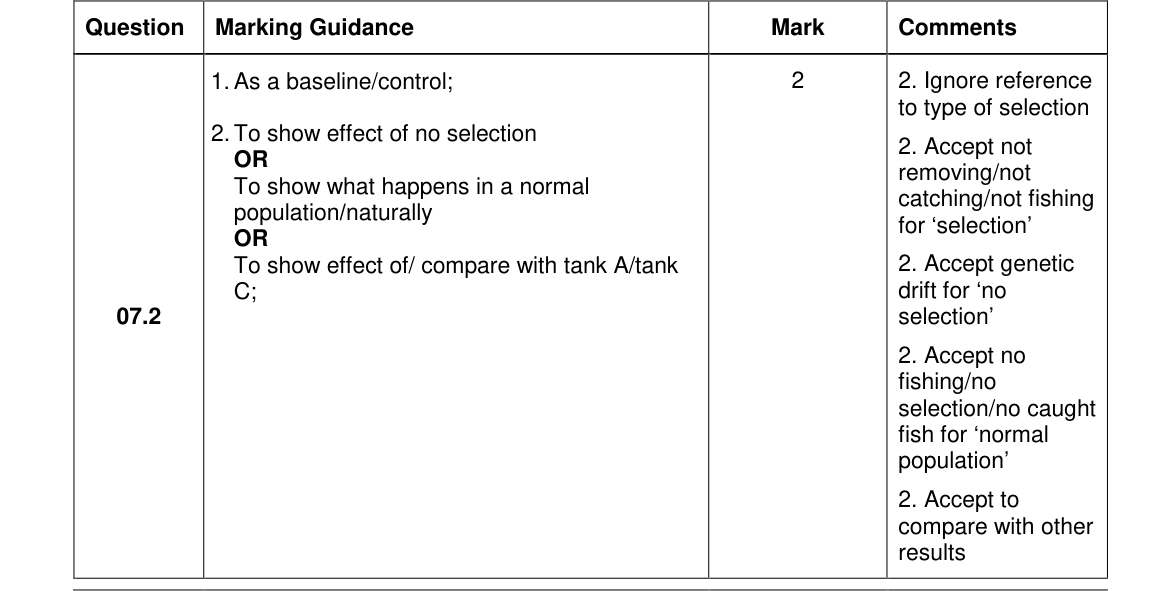 Question Marking Guidance Mark Comments
07.2
1. As a baseline/control;
2. To show effect of no selection
OR
To show what happens in a normal
population/naturally
OR
To show effect of/ compare with tank A/tank
C;
2
2. Ignore reference
to type of selection
2. Accept not
removing/not
catching/not fishing
for ‘selection’
2. Accept genetic
drift for ‘no
selection’
2. Accept no
fishing/no
selection/no caught
fish for ‘normal
population’
2. Accept to
compare with other
results